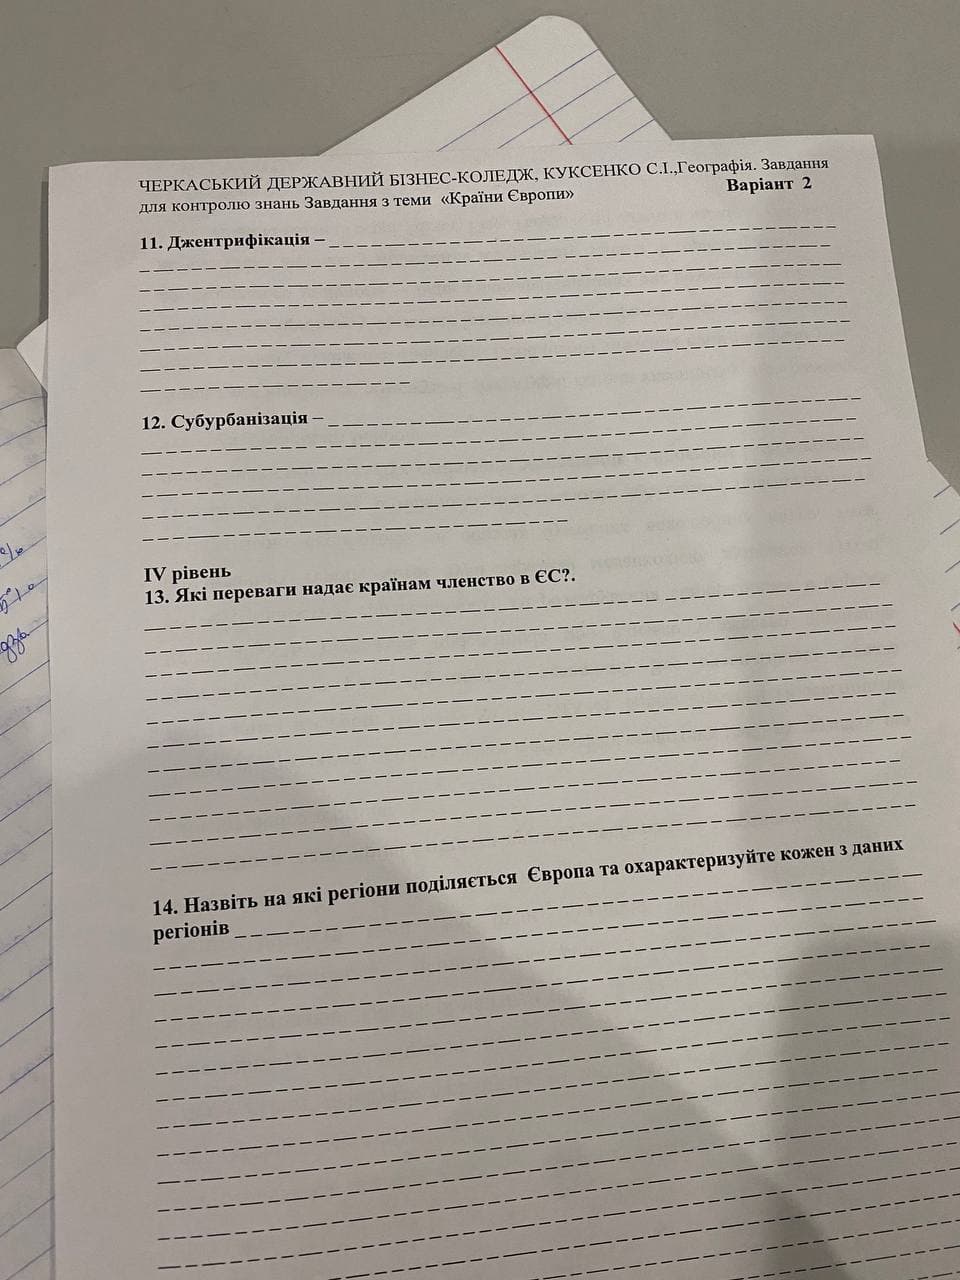 ЧЕРКАСЬКИЙ ДЕРЖАВНИЙ БІЗНЕС-КОЛЕДЖ, КУКСЕНКО С.І.,Географія. Завдання
для контролю знань Завдання з теми «Країни Європи» Варіант 2
11. Джентрифікація –
12. Субурбанізація –
IV рівень
13. Які переваги надає країнам членство в ЄС?.
14. Назвіть на які регіони поділяється Європа та охарактеризуйте кожен з даних
регіонів